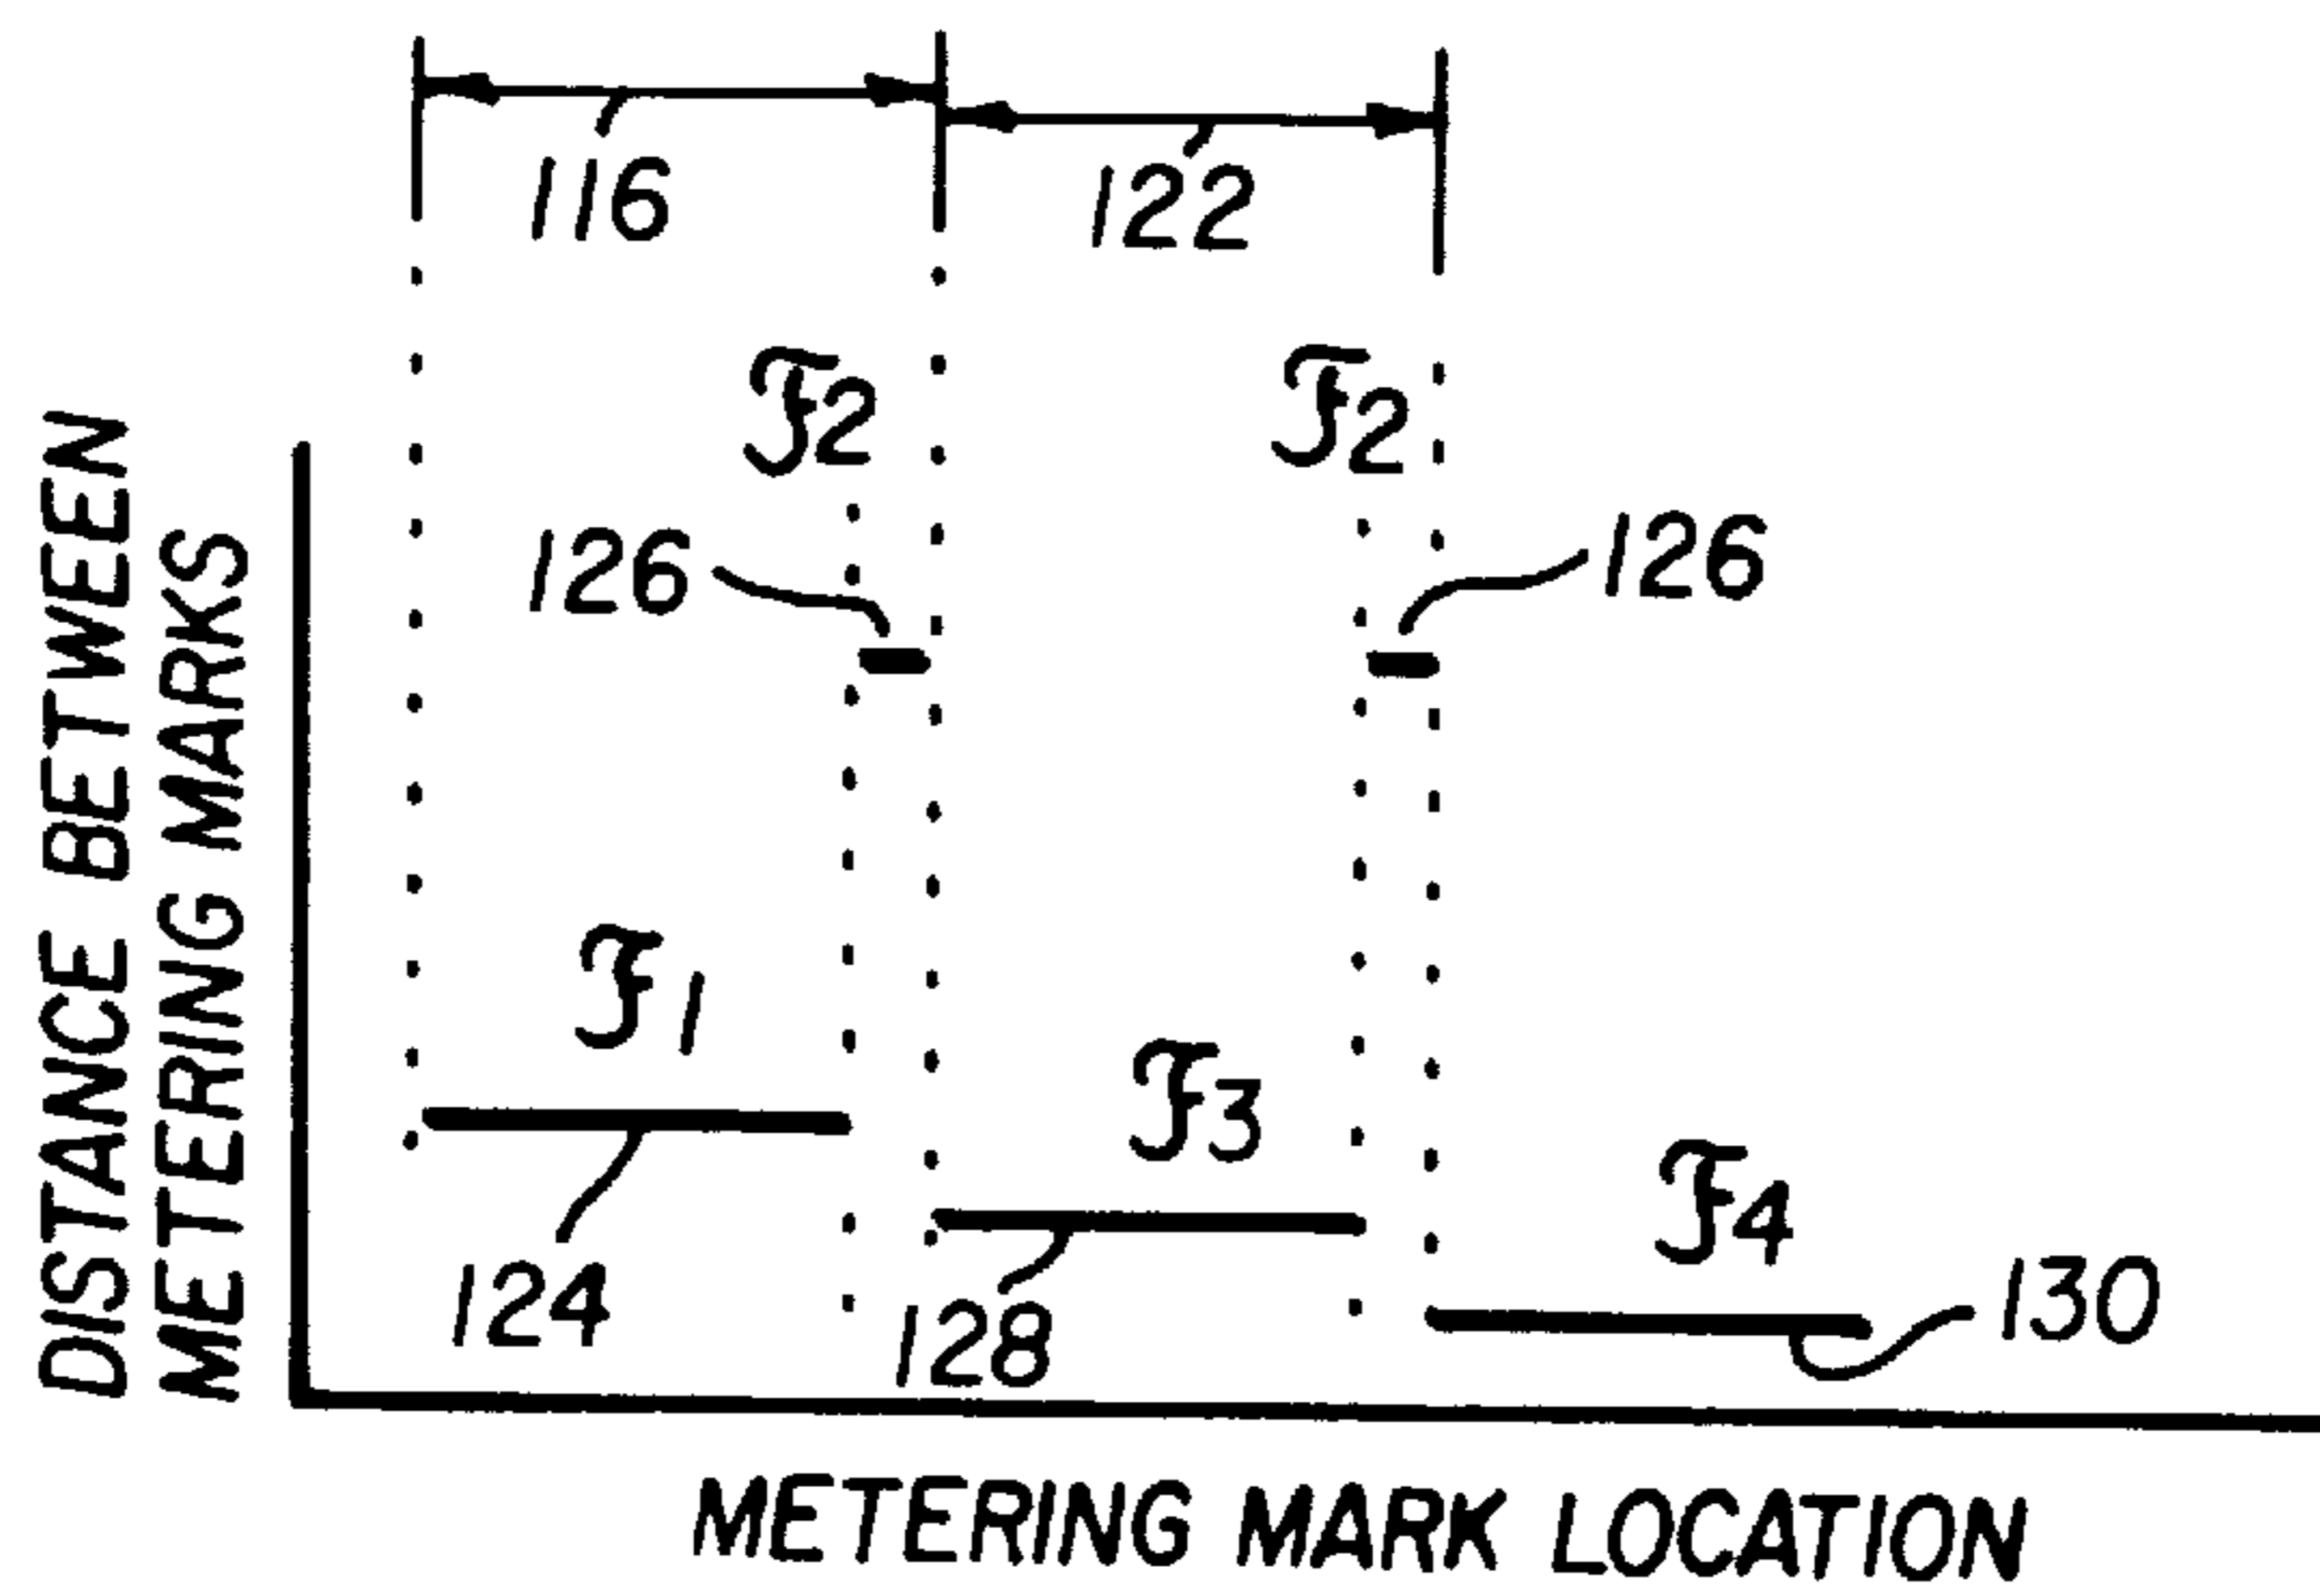 116
122
ℱ2
ℱ2
126
126
ℱ1
ℱ3
ℱ4
124
128
130
DISTANCE BETWEEN
METERING MARKS
METERING MARK LOCATION